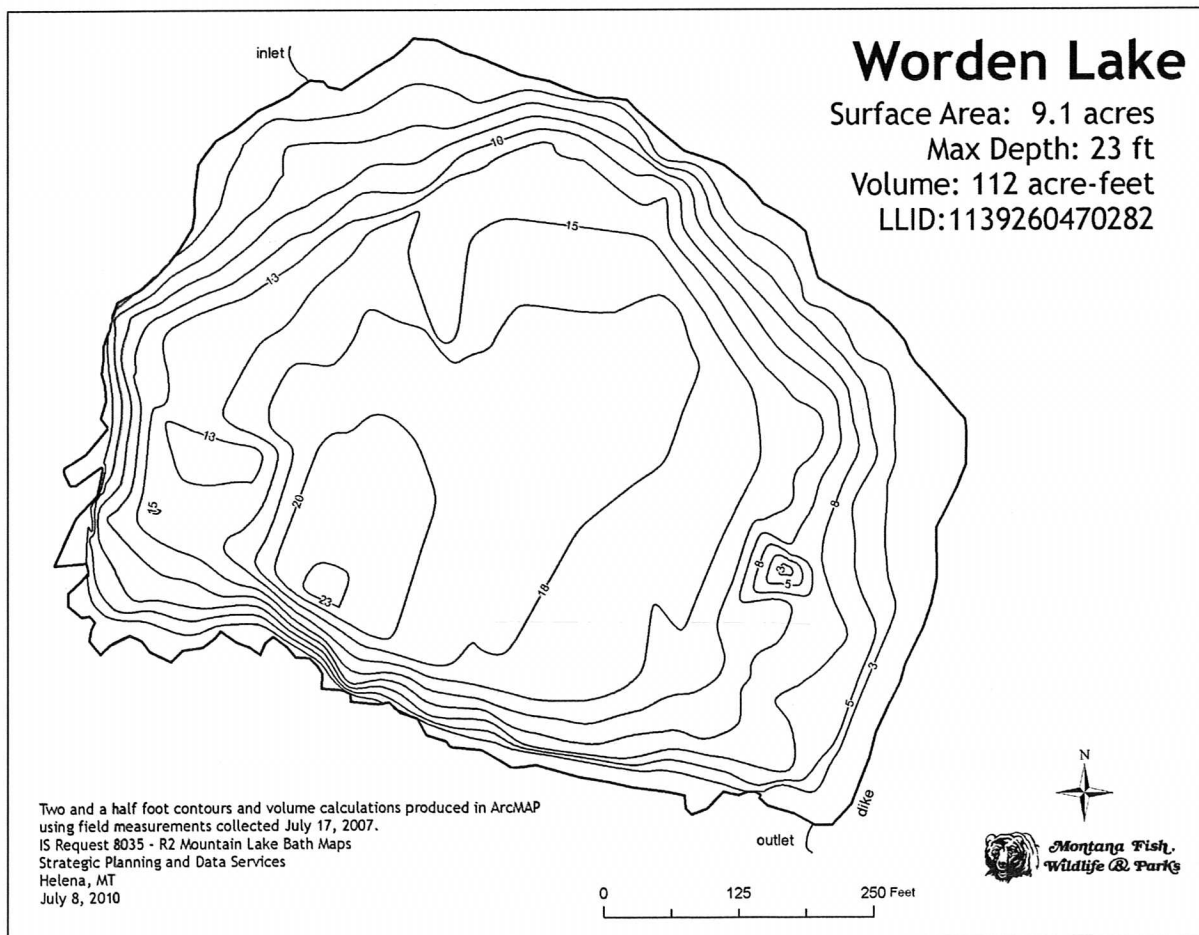 Worden Lake
Surface Area: 9.1 acres
Max Depth: 23 ft
Volume: 112 acre-feet
LLID:1139260470282
inlet
10
15
13
13
15
20
23
18
8
8
3
5
3
5
dike
outlet
N
Montana Fish,
Wildlife & Parks
Two and a half foot contours and volume calculations produced in ArcMAP
using field measurements collected July 17, 2007.
IS Request 8035 - R2 Mountain Lake Bath Maps
Strategic Planning and Data Services
Helena, MT
July 8, 2010
0 125 250 Feet